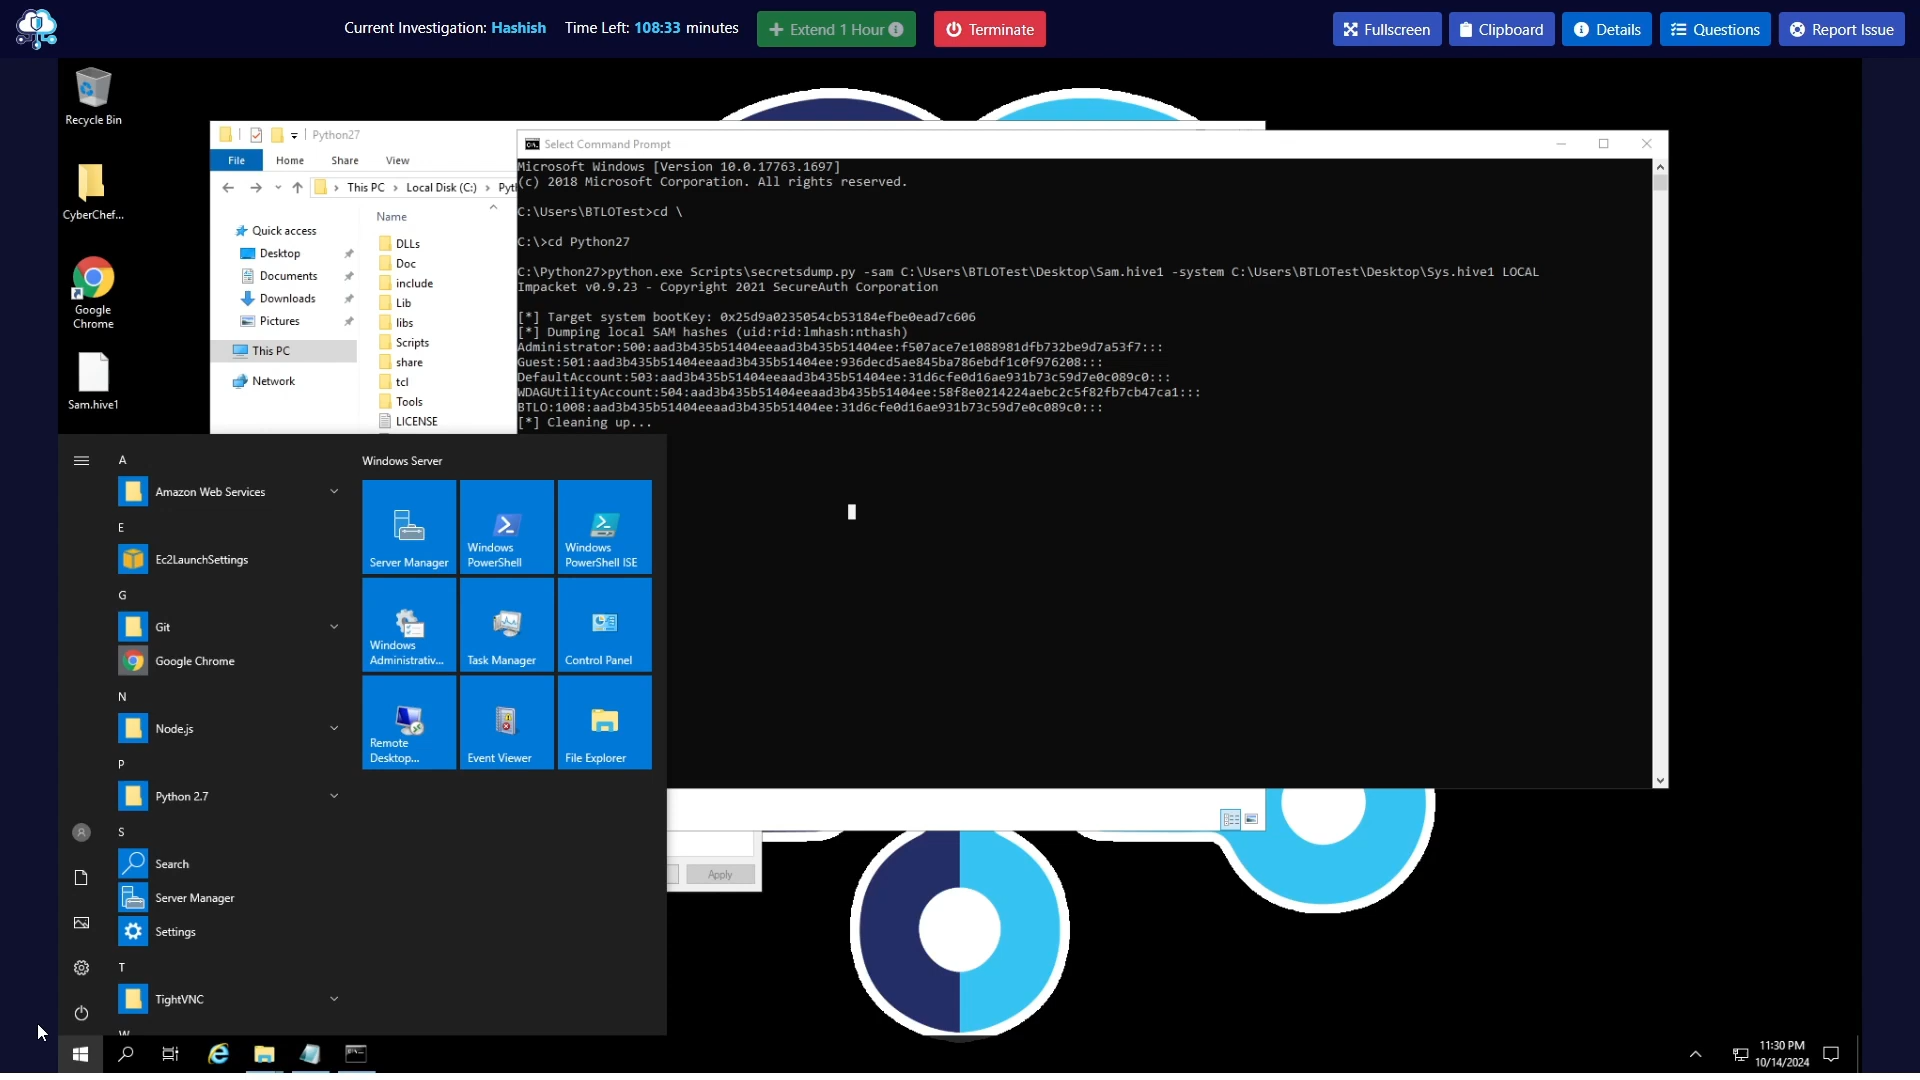 Current Investigation: Hashish
Time Left: 108:33 minutes
Extend 1 Hour
Terminate
Fullscreen
Clipboard
Details
Questions
Report Issue
Recycle Bin
CyberChef...
Google
Chrome
Sam.hive1
Python27
File
Home
Share
View
This PC
Local Disk (C:)
Pyth
Name
Quick access
Desktop
Documents
Downloads
Pictures
This PC
Network
DLLs
Doc
include
Lib
libs
Scripts
share
tcl
Tools
LICENSE
Select Command Prompt
Microsoft Windows [Version 10.0.17763.1697]
(c) 2018 Microsoft Corporation. All rights reserved.
C:\Users\BTLOTest>cd \
C:\>cd Python27
C:\Python27>python.exe Scripts\secretsdump.py -sam C:\Users\BTLOTest\Desktop\Sam.hive1 -system C:\Users\BTLOTest\Desktop\Sys.hive1 LOCAL
Impacket v0.9.23 - Copyright 2021 SecureAuth Corporation
[*] Target system bootKey: 0x25d9a0235054cb53184efbe0ead7c606
[*] Dumping local SAM hashes (uid:rid:lmhash:nthash)
Administrator:500:aad3b435b51404eeaad3b435b51404ee:f507ace7e1088981dfb732be9d7a53f7:::
Guest:501:aad3b435b51404eeaad3b435b51404ee:936decd5ae845ba786ebdf1c0f976208:::
DefaultAccount:503:aad3b435b51404eeaad3b435b51404ee:31d6cfe0d16ae931b73c59d7e0c089c0:::
WDAGUtilityAccount:504:aad3b435b51404eeaad3b435b51404ee:58f8e0214224aebc2c5f82fb7cb47ca1:::
BTLO:1008:aad3b435b51404eeaad3b435b51404ee:31d6cfe0d16ae931b73c59d7e0c089c0:::
[*] Cleaning up...
A
Amazon Web Services
E
Ec2LaunchSettings
G
Git
Google Chrome
N
Node.js
P
Python 2.7
S
Search
Server Manager
Settings
T
TightVNC
W
Windows Server
Server Manager
Windows
PowerShell
Windows
PowerShell ISE
Windows
Administrativ...
Task Manager
Control Panel
Remote
Desktop...
Event Viewer
File Explorer
Apply
11:30 PM
10/14/2024